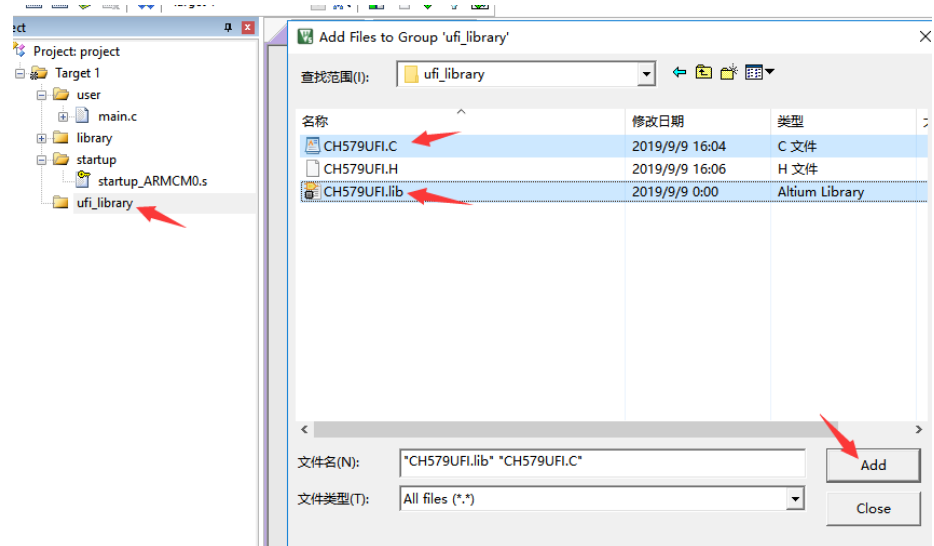 Project: project
Target 1
user
main.c
library
startup
startup_ARMCM0.s
ufi_library
Add Files to Group 'ufi_library'
查找范围(I): ufi_library
名称 修改日期 类型
CH579UFI.C 2019/9/9 16:04 C 文件
CH579UFI.H 2019/9/9 16:06 H 文件
CH579UFI.lib 2019/9/9 0:00 Altium Library
文件名(N): "CH579UFI.lib" "CH579UFI.C" Add
文件类型(T): All files (*.*) Close